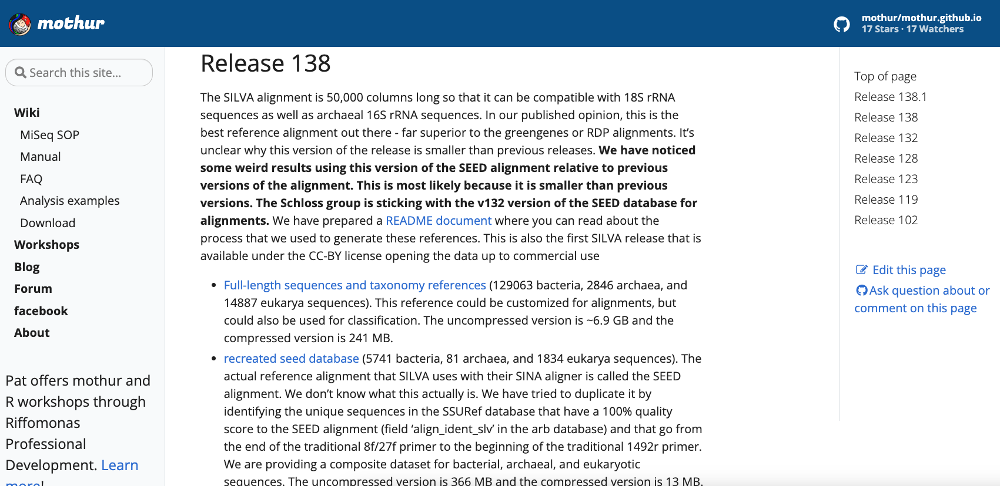 mothur
mothur/mothur.github.io
17 Stars · 17 Watchers
Search this site...
Wiki
MiSeq SOP
Manual
FAQ
Analysis examples
Download
Workshops
Blog
Forum
facebook
About
Pat offers mothur and
R workshops through
Riffomonas
Professional
Development. Learn
more!
Release 138
The SILVA alignment is 50,000 columns long so that it can be compatible with 18S rRNA
sequences as well as archaeal 16S rRNA sequences. In our published opinion, this is the
best reference alignment out there - far superior to the greengenes or RDP alignments. It’s
unclear why this version of the release is smaller than previous releases. We have noticed
some weird results using this version of the SEED alignment relative to previous
versions of the alignment. This is most likely because it is smaller than previous
versions. The Schloss group is sticking with the v132 version of the SEED database for
alignments. We have prepared a README document where you can read about the
process that we used to generate these references. This is also the first SILVA release that is
available under the CC-BY license opening the data up to commercial use
• Full-length sequences and taxonomy references (129063 bacteria, 2846 archaea, and
14887 eukarya sequences). This reference could be customized for alignments, but
could also be used for classification. The uncompressed version is ~6.9 GB and the
compressed version is 241 MB.
• recreated seed database (5741 bacteria, 81 archaea, and 1834 eukarya sequences). The
actual reference alignment that SILVA uses with their SINA aligner is called the SEED
alignment. We don’t know what this actually is. We have tried to duplicate it by
identifying the unique sequences in the SSURef database that have a 100% quality
score to the SEED alignment (field ‘align_ident_slv’ in the arb database) and that go from
the end of the traditional 8f/27f primer to the beginning of the traditional 1492r primer.
We are providing a composite dataset for bacterial, archaeal, and eukaryotic
sequences. The uncompressed version is 366 MB and the compressed version is 13 MB.
Top of page
Release 138.1
Release 138
Release 132
Release 128
Release 123
Release 119
Release 102
Edit this page
Ask question about or
comment on this page